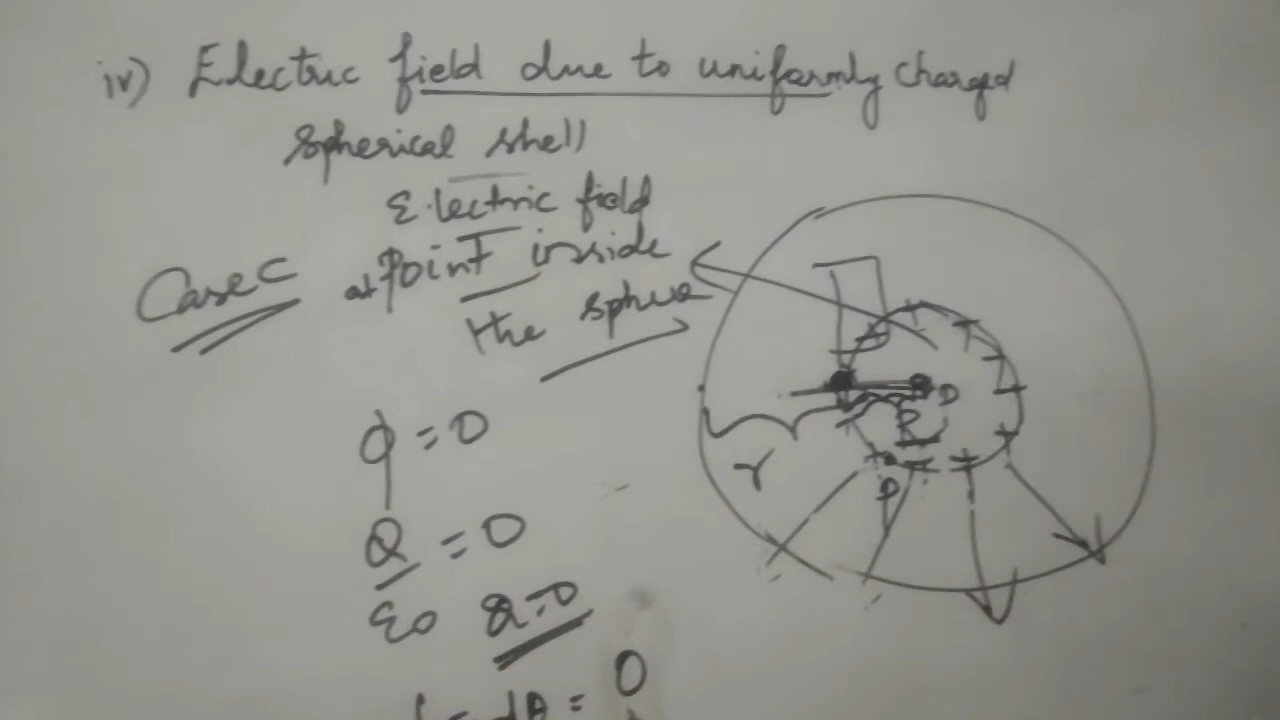 iv) Electric field due to uniformly charged
spherical shell
Electric field
Case C at Point inside
the sphere
ϕ = 0
Q = 0
ε0 Q=0
dA = 0
r
R
P